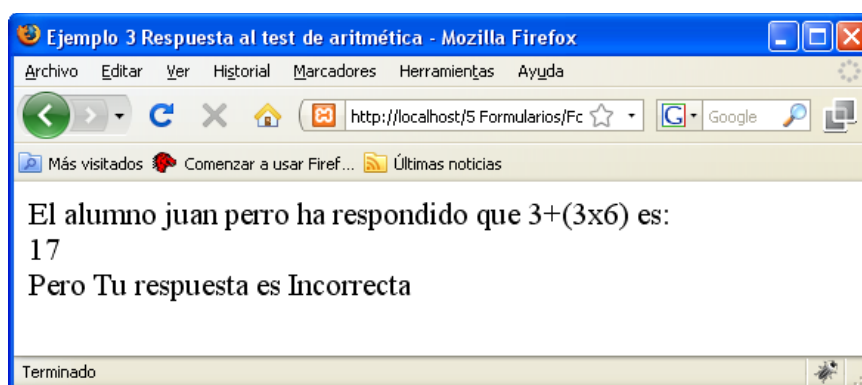 Ejemplo 3 Respuesta al test de aritmética - Mozilla Firefox
Archivo Editar Ver Historial Marcadores Herramientas Ayuda
http://localhost/5 Formularios/Fc G Google
Más visitados Comenzar a usar Firef... Últimas noticias
El alumno juan perro ha respondido que 3+(3x6) es:
17
Pero Tu respuesta es Incorrecta
Terminado